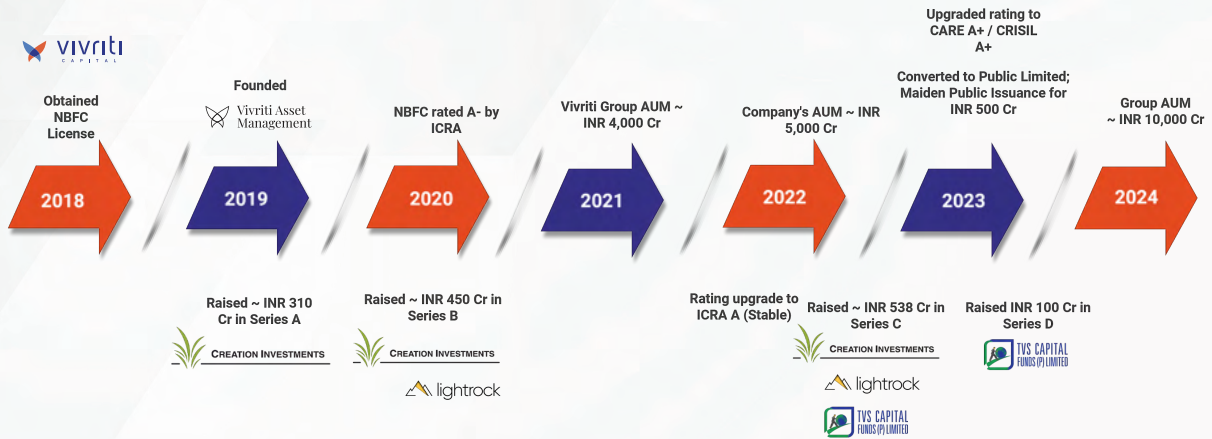 vivriti
CAPITAL
Obtained
NBFC
License
2018
Founded
Vivriti Asset
Management
2019
Raised ~ INR 310
Cr in Series A
CREATION INVESTMENTS
NBFC rated A- by
ICRA
2020
Raised ~ INR 450 Cr in
Series B
CREATION INVESTMENTS
lightrock
Vivriti Group AUM ~
INR 4,000 Cr
2021
Company's AUM ~ INR
5,000 Cr
2022
Rating upgrade to
ICRA A (Stable)
Raised ~ INR 538 Cr in
Series C
CREATION INVESTMENTS
lightrock
TVS CAPITAL
FUNDS (P) LIMITED
Upgraded rating to
CARE A+ / CRISIL
A+
Converted to Public Limited;
Maiden Public Issuance for
INR 500 Cr
2023
Raised INR 100 Cr in
Series D
TVS CAPITAL
FUNDS (P) LIMITED
Group AUM
~ INR 10,000 Cr
2024